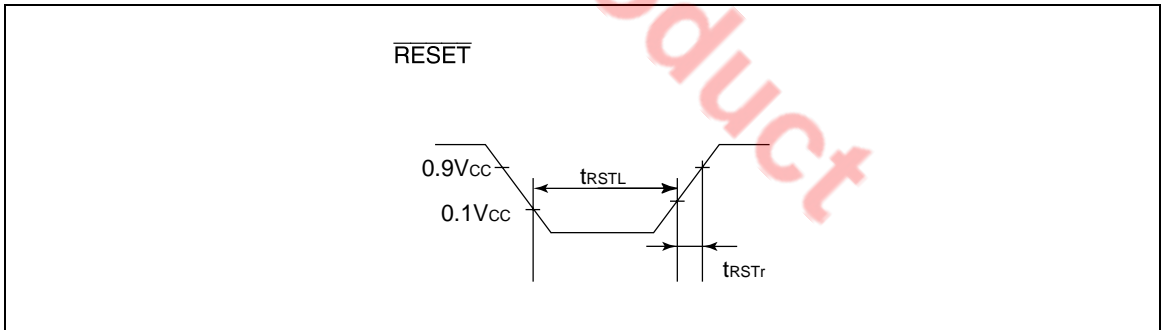 RESET
0.9VCC
tRSTL
0.1VCC
tRSTr
oduct